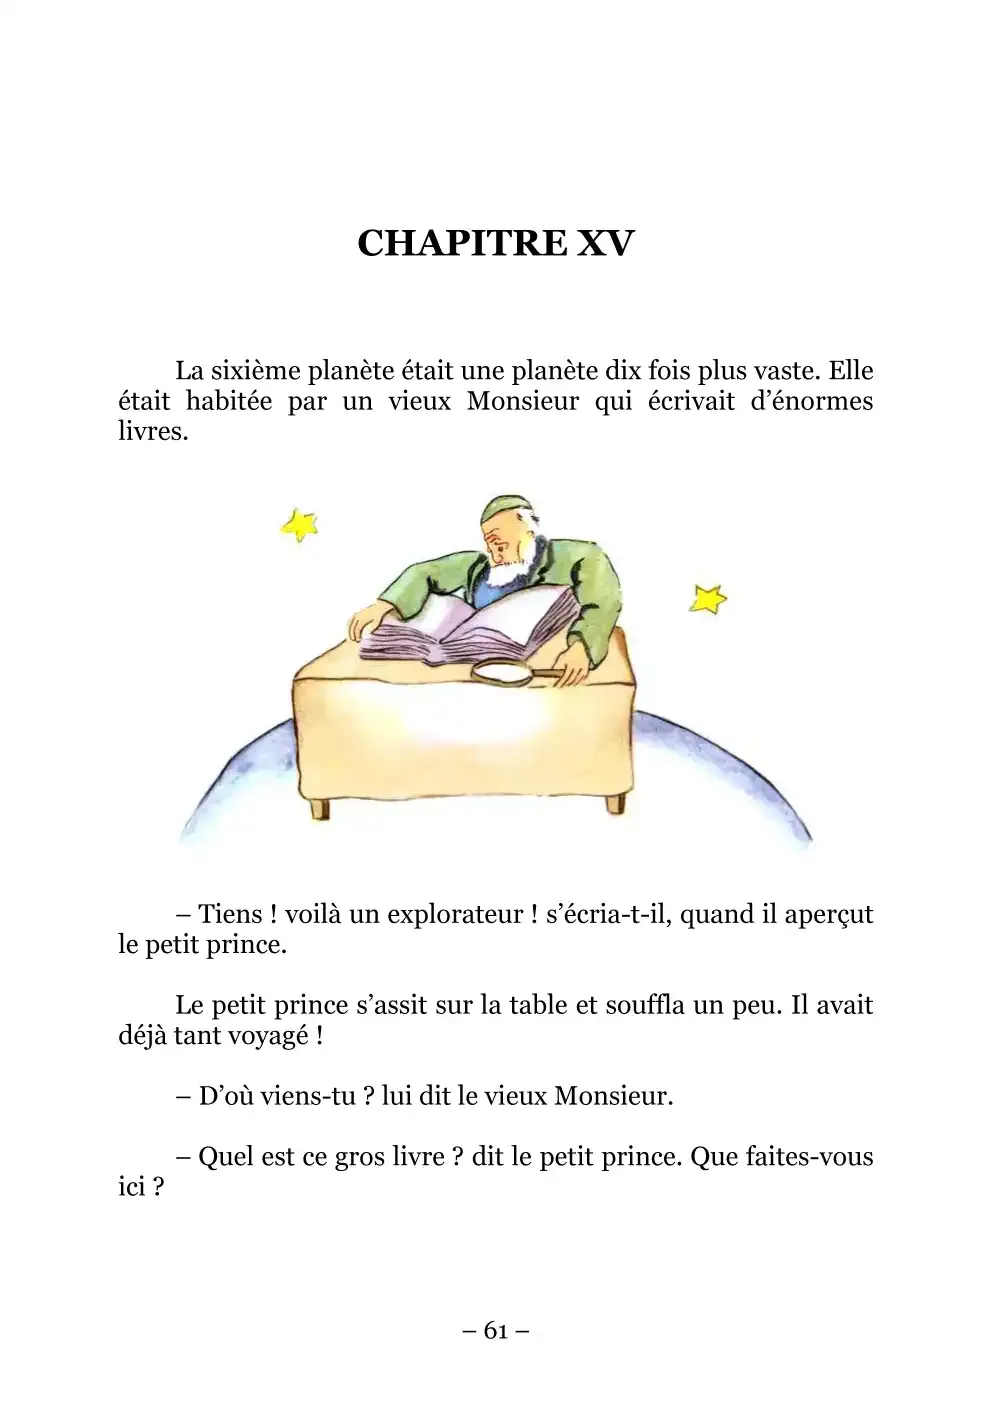 CHAPITRE XV
La sixième planète était une planète dix fois plus vaste. Elle
était habitée par un vieux Monsieur qui écrivait d’énormes
livres.
– Tiens ! voilà un explorateur ! s’écria-t-il, quand il aperçut
le petit prince.
Le petit prince s’assit sur la table et souffla un peu. Il avait
déjà tant voyagé !
– D’où viens-tu ? lui dit le vieux Monsieur.
– Quel est ce gros livre ? dit le petit prince. Que faites-vous
ici ?
– 61 –